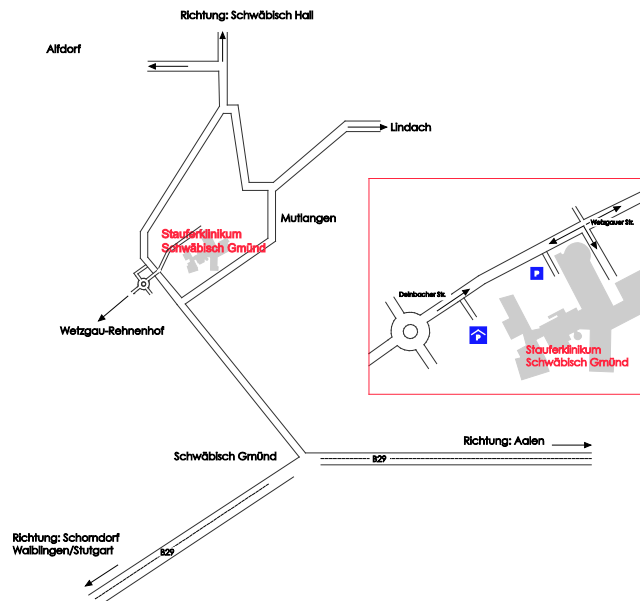 Richtung: Schwäbisch Hall
Alfdorf
Lindach
Mutlangen
Stauferklinikum
Schwäbisch Gmünd
Wetzgau-Rehnenhof
Wetzgauer Str.
Deinbacher Str.
P
P
Stauferklinikum
Schwäbisch Gmünd
Richtung: Aalen
Schwäbisch Gmünd
B29
Richtung: Schorndorf
Waiblingen/Stutgart
B29